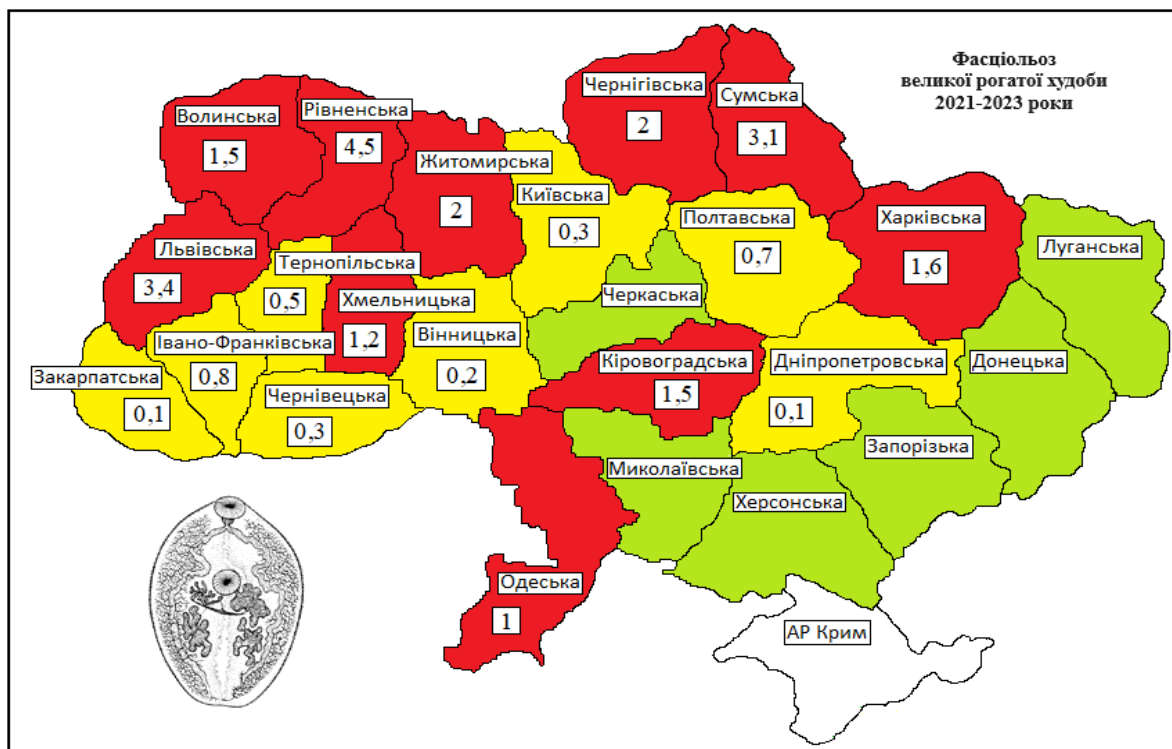 Фасціольоз
великої рогатої худоби
2021-2023 роки
Волинська
1,5
Рівненська
4,5
Житомирська
2
Чернігівська
2
Сумська
3,1
Київська
0,3
Полтавська
0,7
Харківська
1,6
Луганська
Львівська
3,4
Тернопільська
0,5
Хмельницька
1,2
Вінницька
0,2
Черкаська
Кіровоградська
1,5
Дніпропетровська
0,1
Донецька
Закарпатська
0,1
Івано-Франківська
0,8
Чернівецька
0,3
Миколаївська
Запорізька
Херсонська
Одеська
1
АР Крим